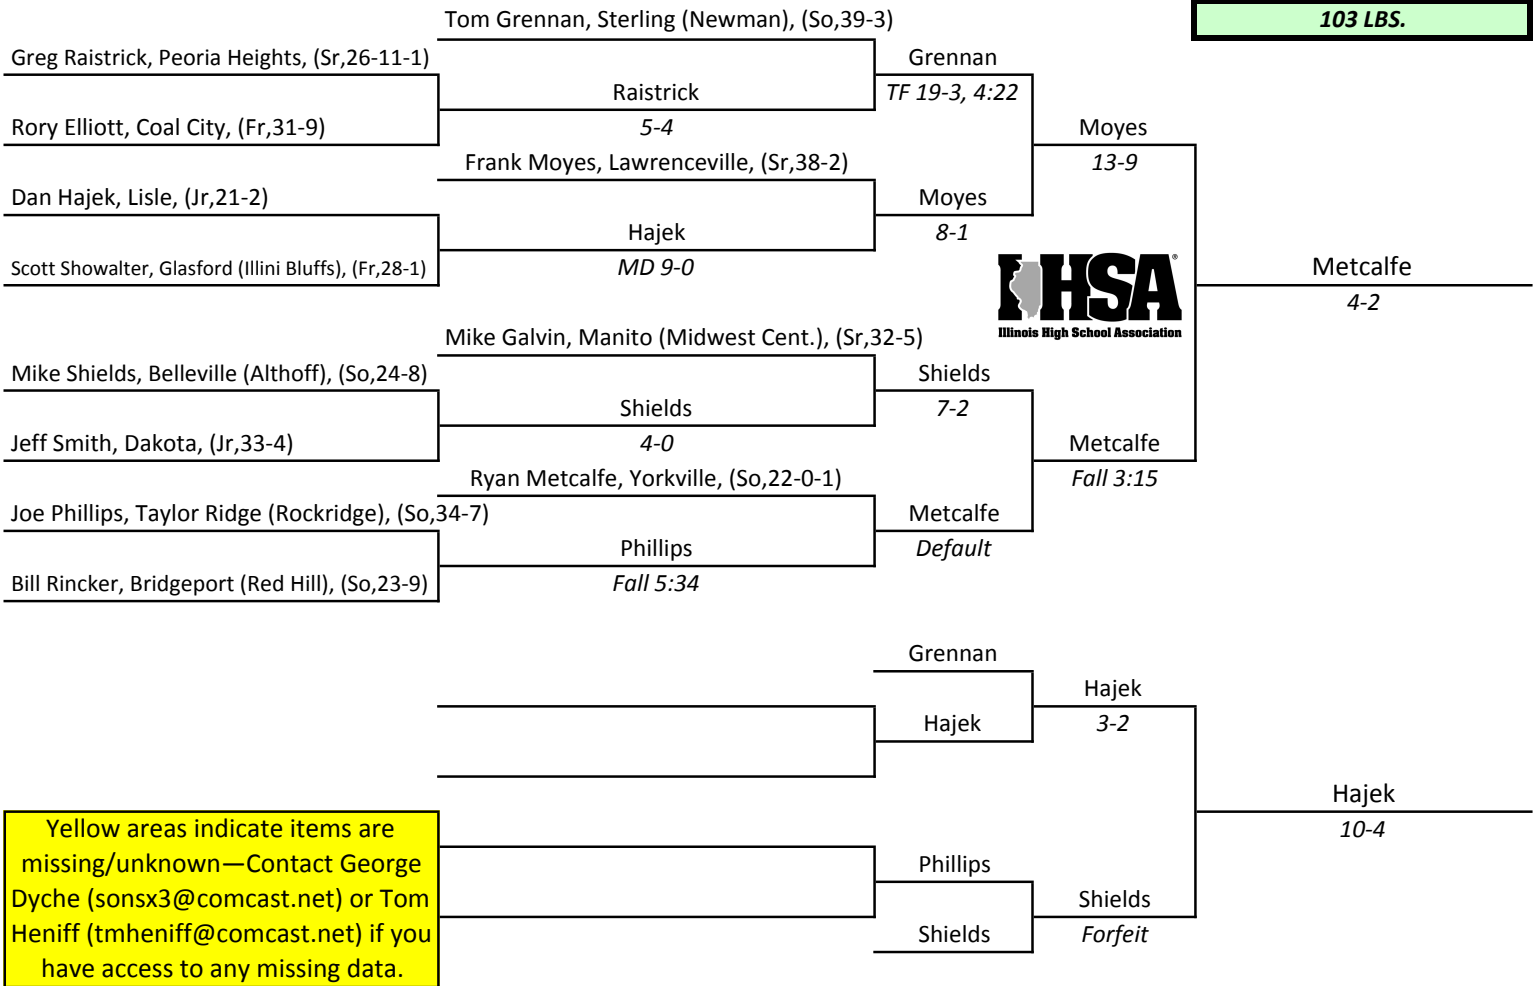 Tom Grennan, Sterling (Newman), (So,39-3)
103 LBS.
Greg Raistrick, Peoria Heights, (Sr,26-11-1)
Grennan
Raistrick
TF 19-3, 4:22
Rory Elliott, Coal City, (Fr,31-9)
5-4
Moyes
Frank Moyes, Lawrenceville, (Sr,38-2)
13-9
Dan Hajek, Lisle, (Jr,21-2)
Moyes
Hajek
8-1
Scott Showalter, Glasford (Illini Bluffs), (Fr,28-1)
MD 9-0
IHSA®
Illinois High School Association
Metcalfe
4-2
Mike Galvin, Manito (Midwest Cent.), (Sr,32-5)
Mike Shields, Belleville (Althoff), (So,24-8)
Shields
Shields
7-2
Jeff Smith, Dakota, (Jr,33-4)
4-0
Metcalfe
Ryan Metcalfe, Yorkville, (So,22-0-1)
Fall 3:15
Joe Phillips, Taylor Ridge (Rockridge), (So,34-7)
Metcalfe
Phillips
Default
Bill Rincker, Bridgeport (Red Hill), (So,23-9)
Fall 5:34
Grennan
Hajek
Hajek
3-2
Hajek
10-4
Yellow areas indicate items are
missing/unknown—Contact George
Dyche (sonsx3@comcast.net) or Tom
Heniff (tmheniff@comcast.net) if you
have access to any missing data.
Phillips
Shields
Shields
Forfeit